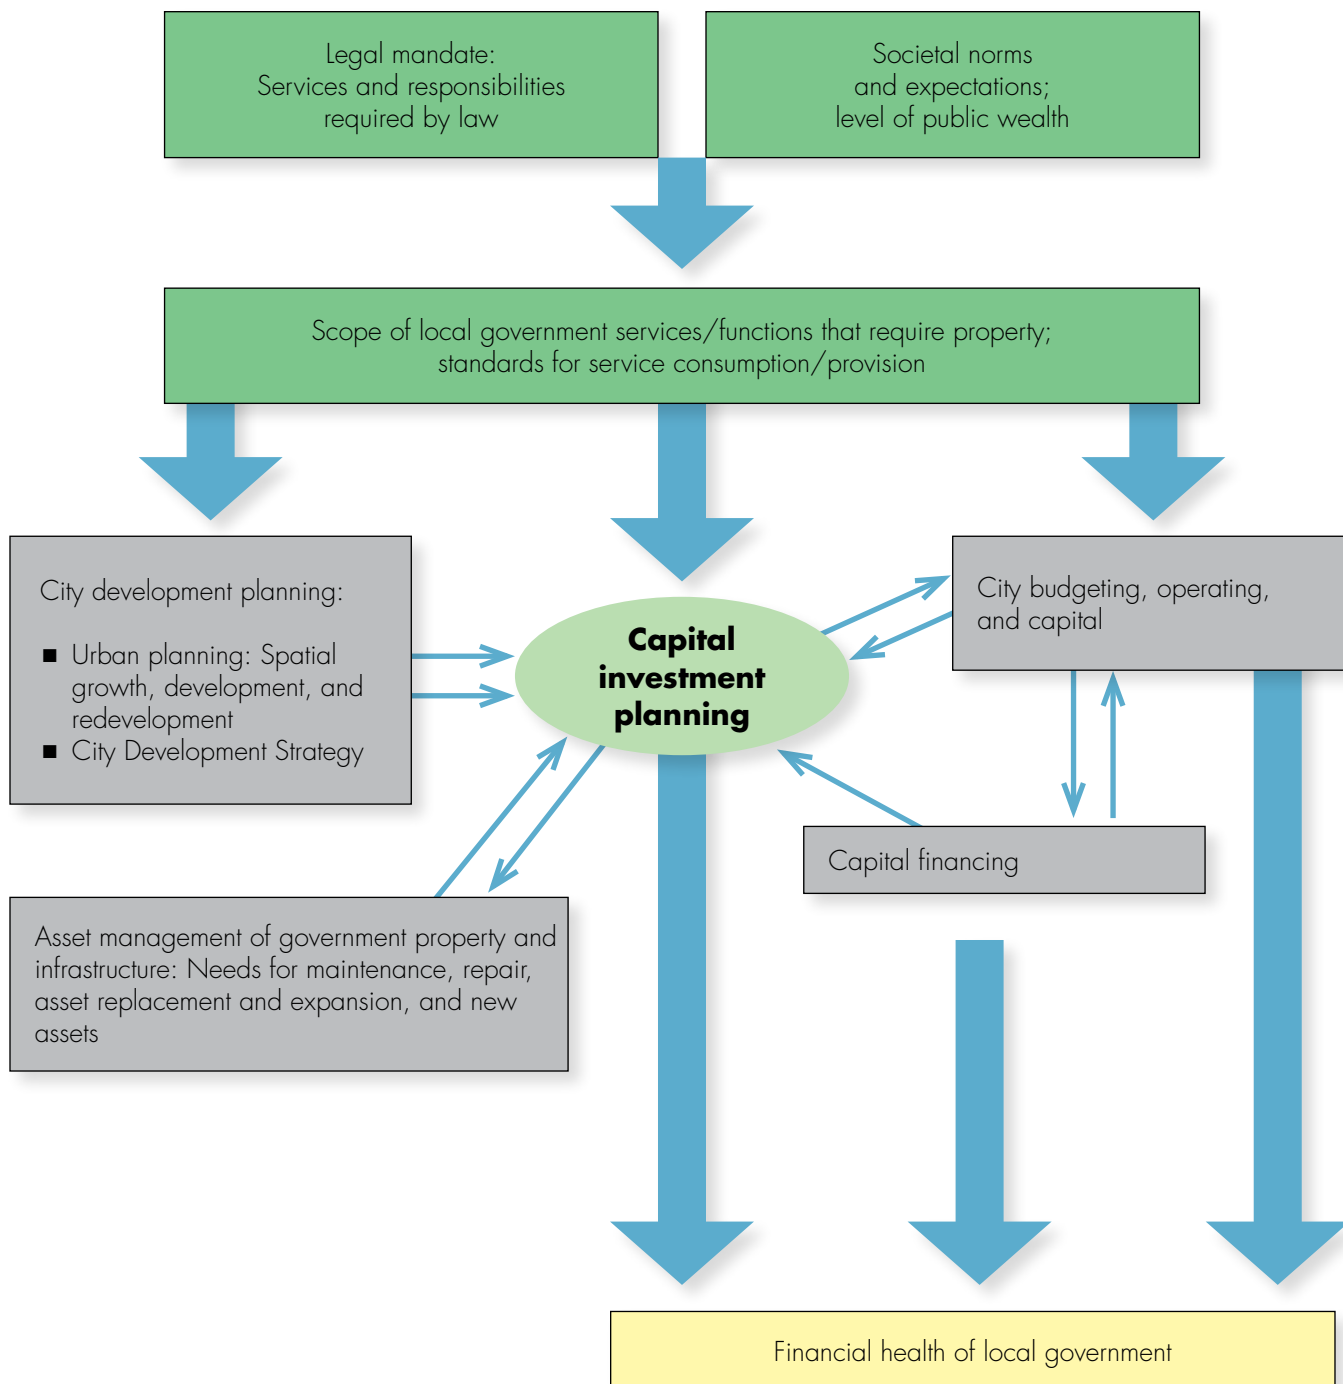 Legal mandate:
Services and responsibilities
required by law
Societal norms
and expectations;
level of public wealth
Scope of local government services/functions that require property;
standards for service consumption/provision
City development planning:
■ Urban planning: Spatial
growth, development, and
redevelopment
■ City Development Strategy
Capital
investment
planning
City budgeting, operating,
and capital
Capital financing
Asset management of government property and
infrastructure: Needs for maintenance, repair,
asset replacement and expansion, and new
assets
Financial health of local government